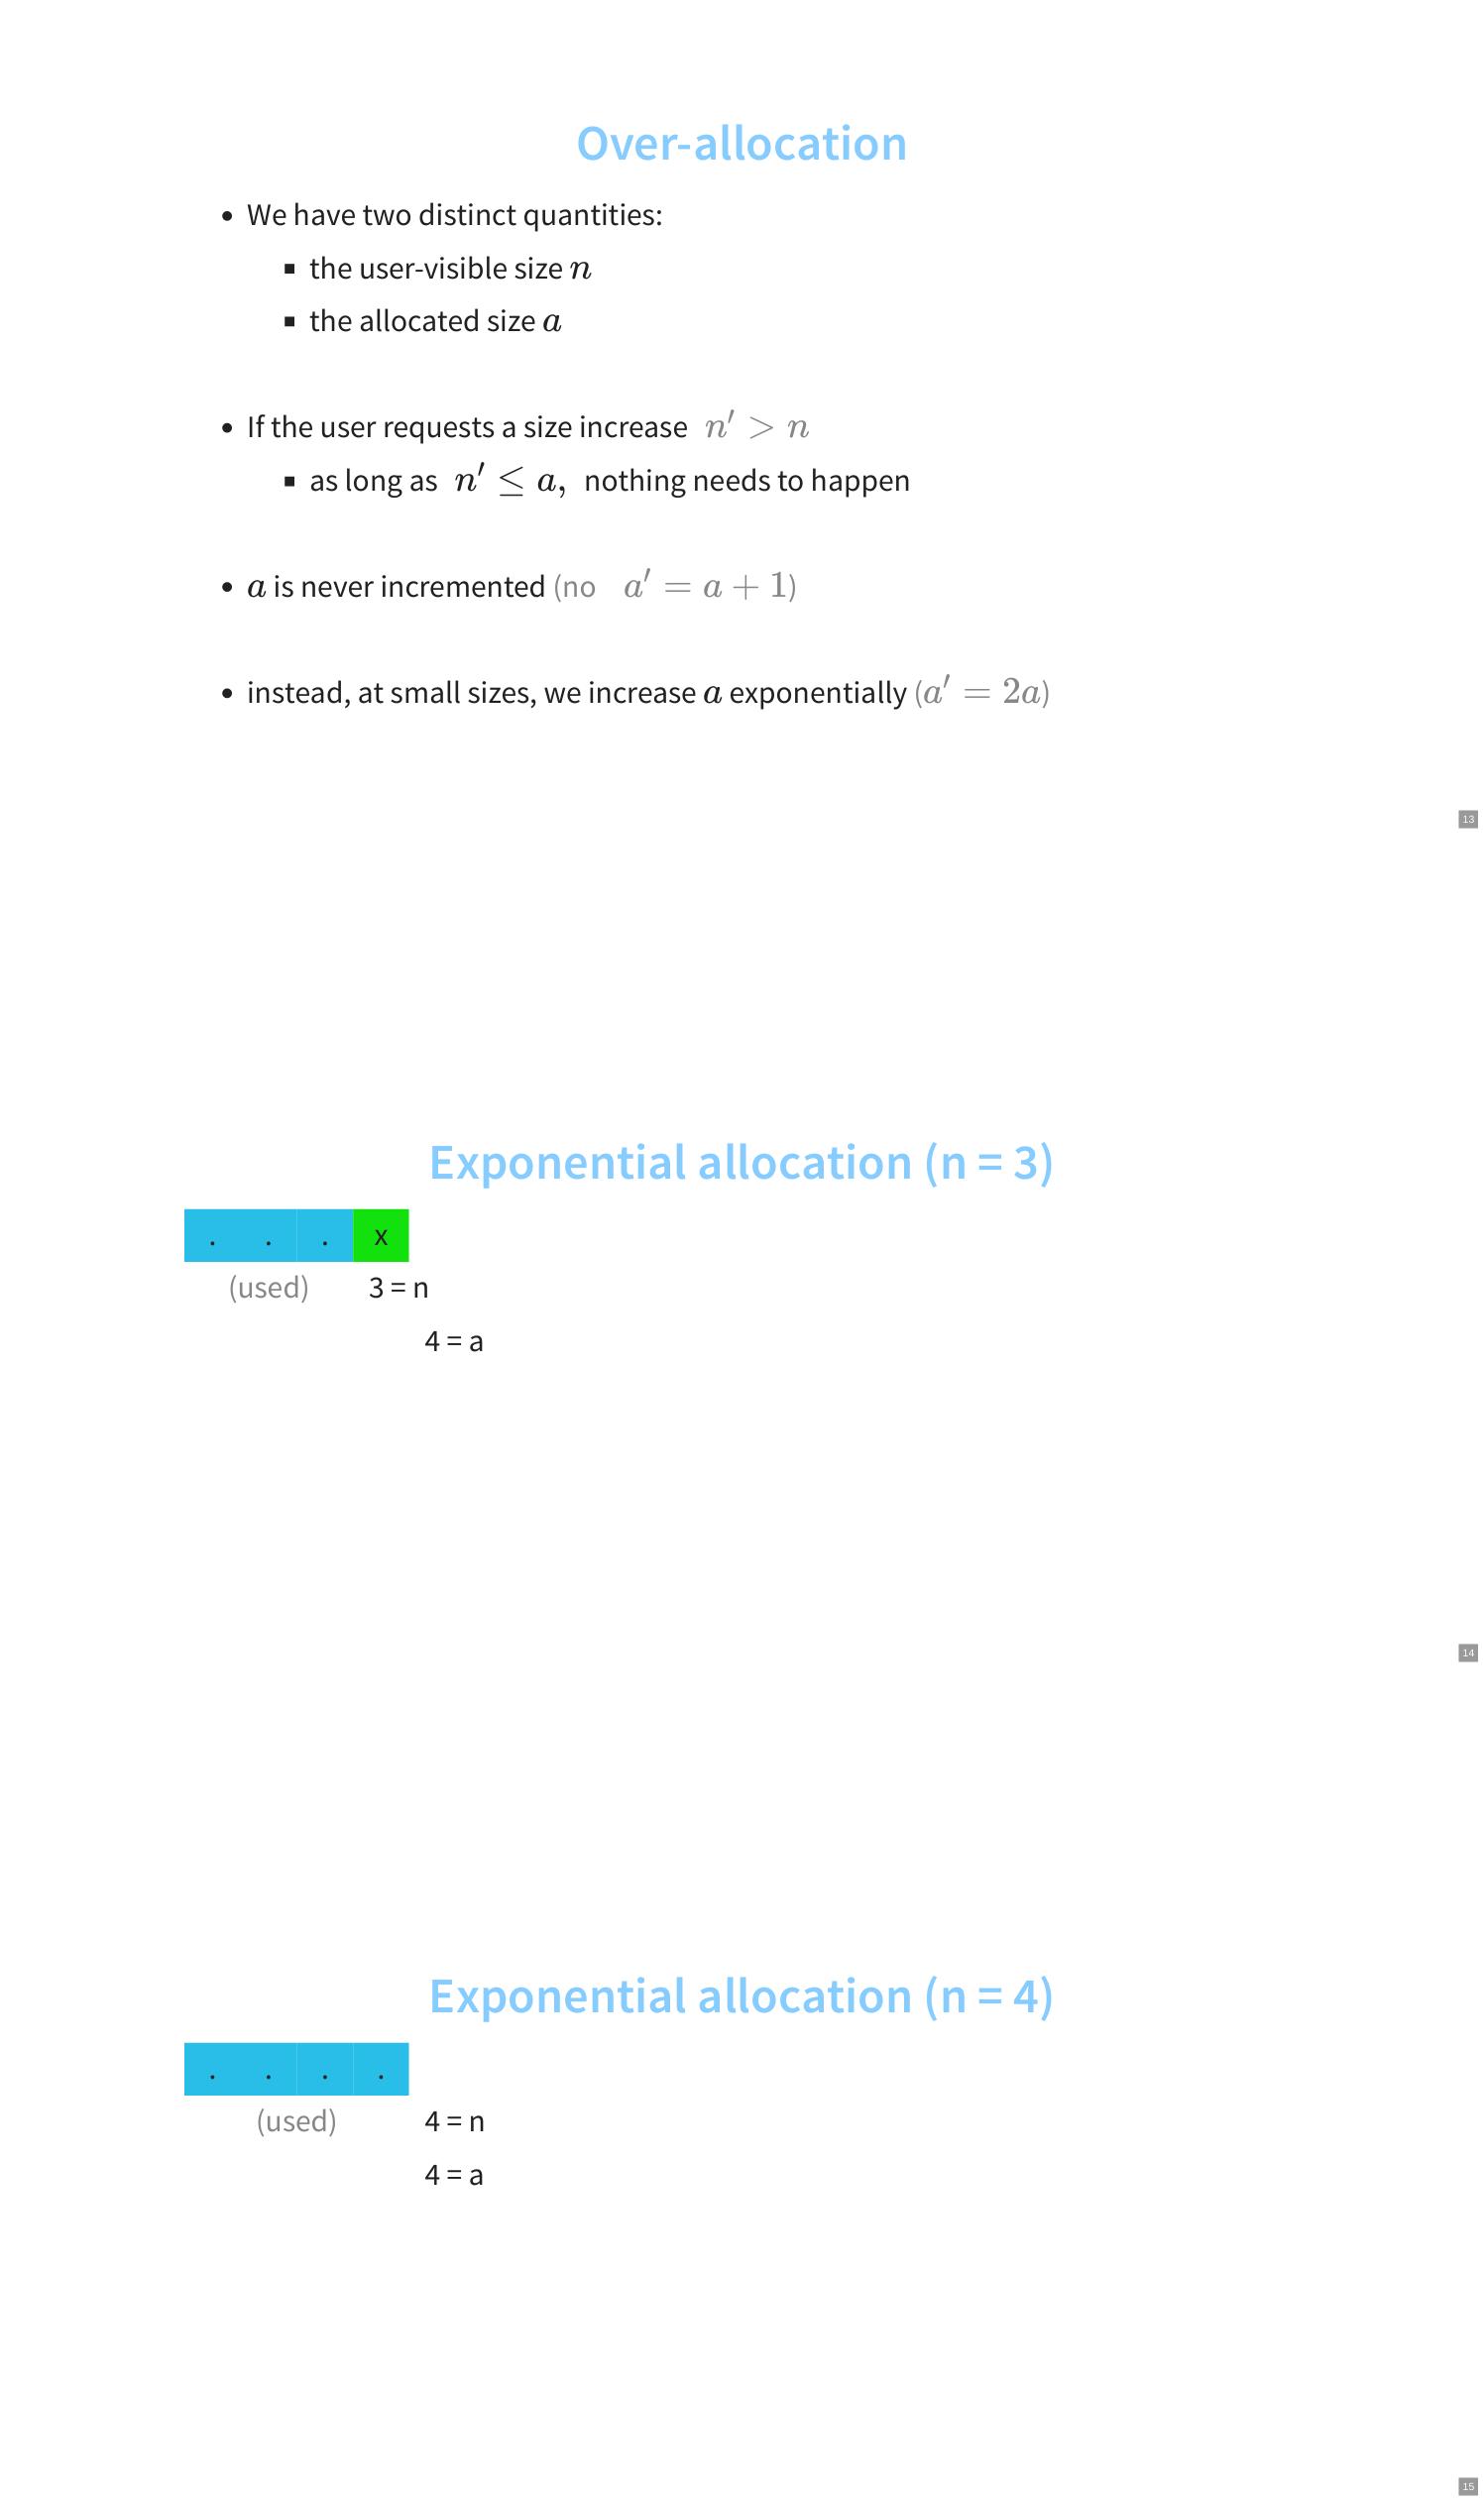 Over-allocation
• We have two distinct quantities:
▪ the user-visible size n
▪ the allocated size a
• If the user requests a size increase n′ > n
▪ as long as n′ ≤ a, nothing needs to happen
• a is never incremented (no a′ = a + 1)
• instead, at small sizes, we increase a exponentially (a′ = 2a)
13
Exponential allocation (n = 3)
. . . x
(used) 3 = n
4 = a
14
Exponential allocation (n = 4)
. . . .
(used) 4 = n
4 = a
15